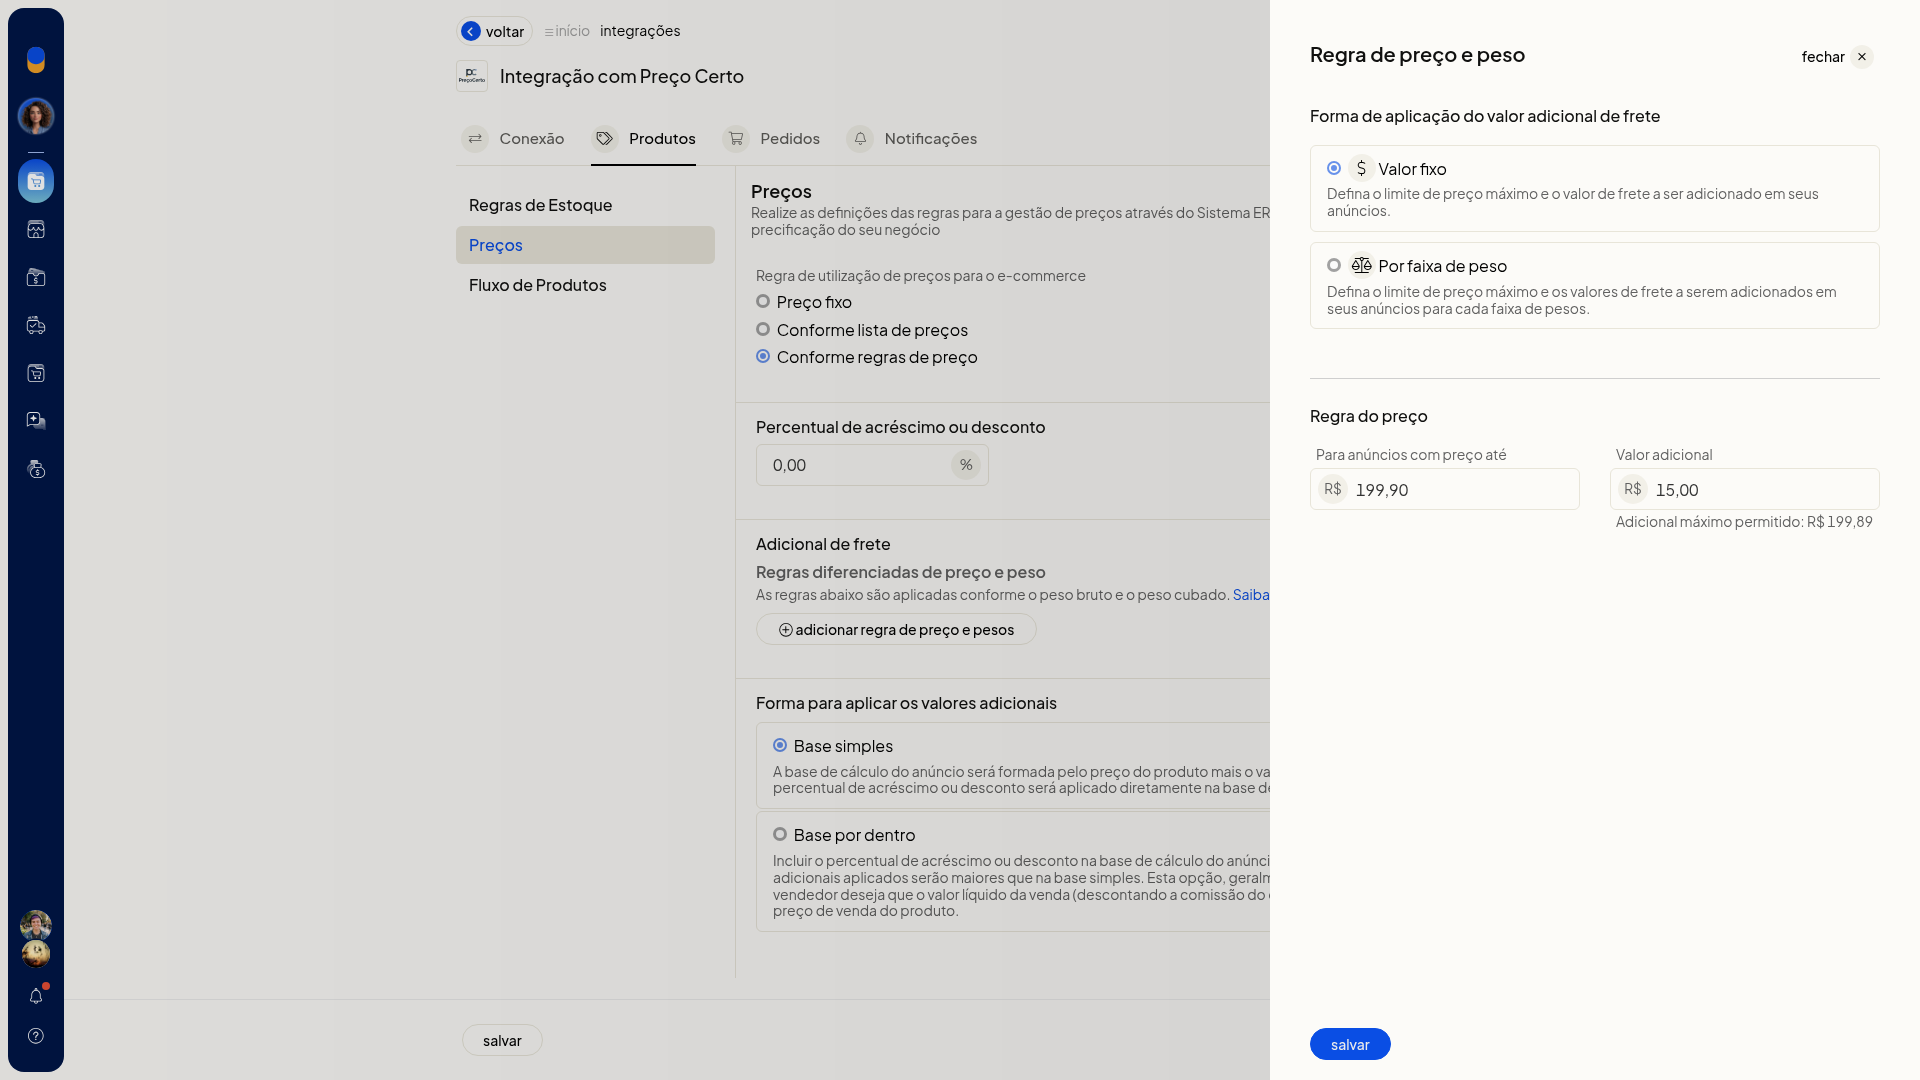 voltar
início
integrações
Integração com Preço Certo
Conexão
Produtos
Pedidos
Notificações
Regras de Estoque
Preços
Fluxo de Produtos
Preços
Realize as definições das regras para a gestão de preços através do Sistema ER
precificação do seu negócio
Regra de utilização de preços para o e-commerce
Preço fixo
Conforme lista de preços
Conforme regras de preço
Percentual de acréscimo ou desconto
0,00
%
Adicional de frete
Regras diferenciadas de preço e peso
As regras abaixo são aplicadas conforme o peso bruto e o peso cubado. Saiba
adicionar regra de preço e pesos
Forma para aplicar os valores adicionais
Base simples
A base de cálculo do anúncio será formada pelo preço do produto mais o va
percentual de acréscimo ou desconto será aplicado diretamente na base de
Base por dentro
Incluir o percentual de acréscimo ou desconto na base de cálculo do anúnci
adicionais aplicados serão maiores que na base simples. Esta opção, geralm
vendedor deseja que o valor líquido da venda (descontando a comissão do
preço de venda do produto.
salvar
Regra de preço e peso
fechar
Forma de aplicação do valor adicional de frete
Valor fixo
Defina o limite de preço máximo e o valor de frete a ser adicionado em seus
anúncios.
Por faixa de peso
Defina o limite de preço máximo e os valores de frete a serem adicionados em
seus anúncios para cada faixa de pesos.
Regra do preço
Para anúncios com preço até
R$ 199,90
Valor adicional
R$ 15,00
Adicional máximo permitido: R$ 199,89
salvar